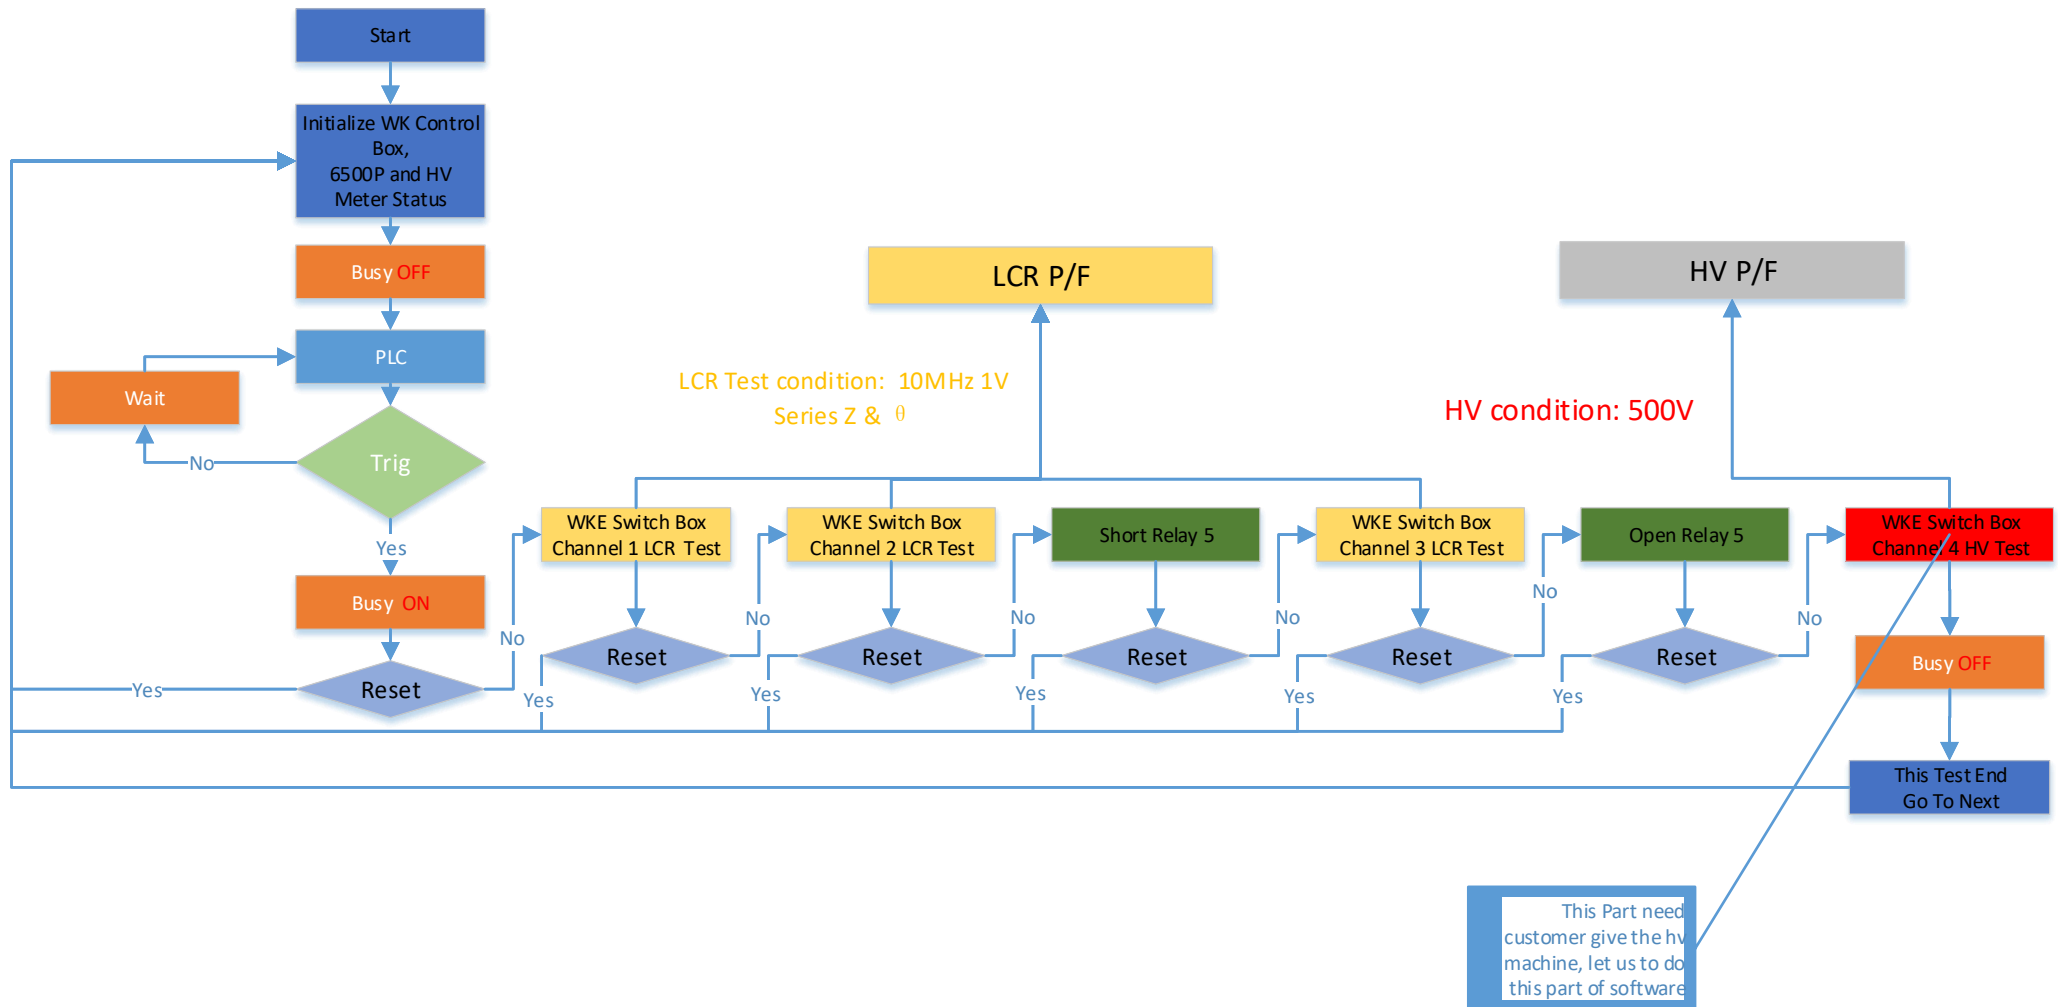 Start
Initialize WK Control
Box,
6500P and HV
Meter Status
Busy OFF
LCR P/F
HV P/F
PLC
Wait
LCR Test condition:  10MHz 1V
Series Z & θ
HV condition: 500V
Trig
No
Yes
WKE Switch Box
Channel 1 LCR  Test
WKE Switch Box
Channel 2 LCR Test
Short Relay 5
WKE Switch Box
Channel 3 LCR Test
Open Relay 5
WKE Switch Box
Channel 4 HV Test
Busy  ON
No
No
No
No
No
No
Reset
Reset
Reset
Reset
Reset
Reset
Busy OFF
Yes
Yes
Yes
Yes
Yes
Yes
This Test End
Go To Next
This Part need
customer give the hv
machine, let us to do
this part of software